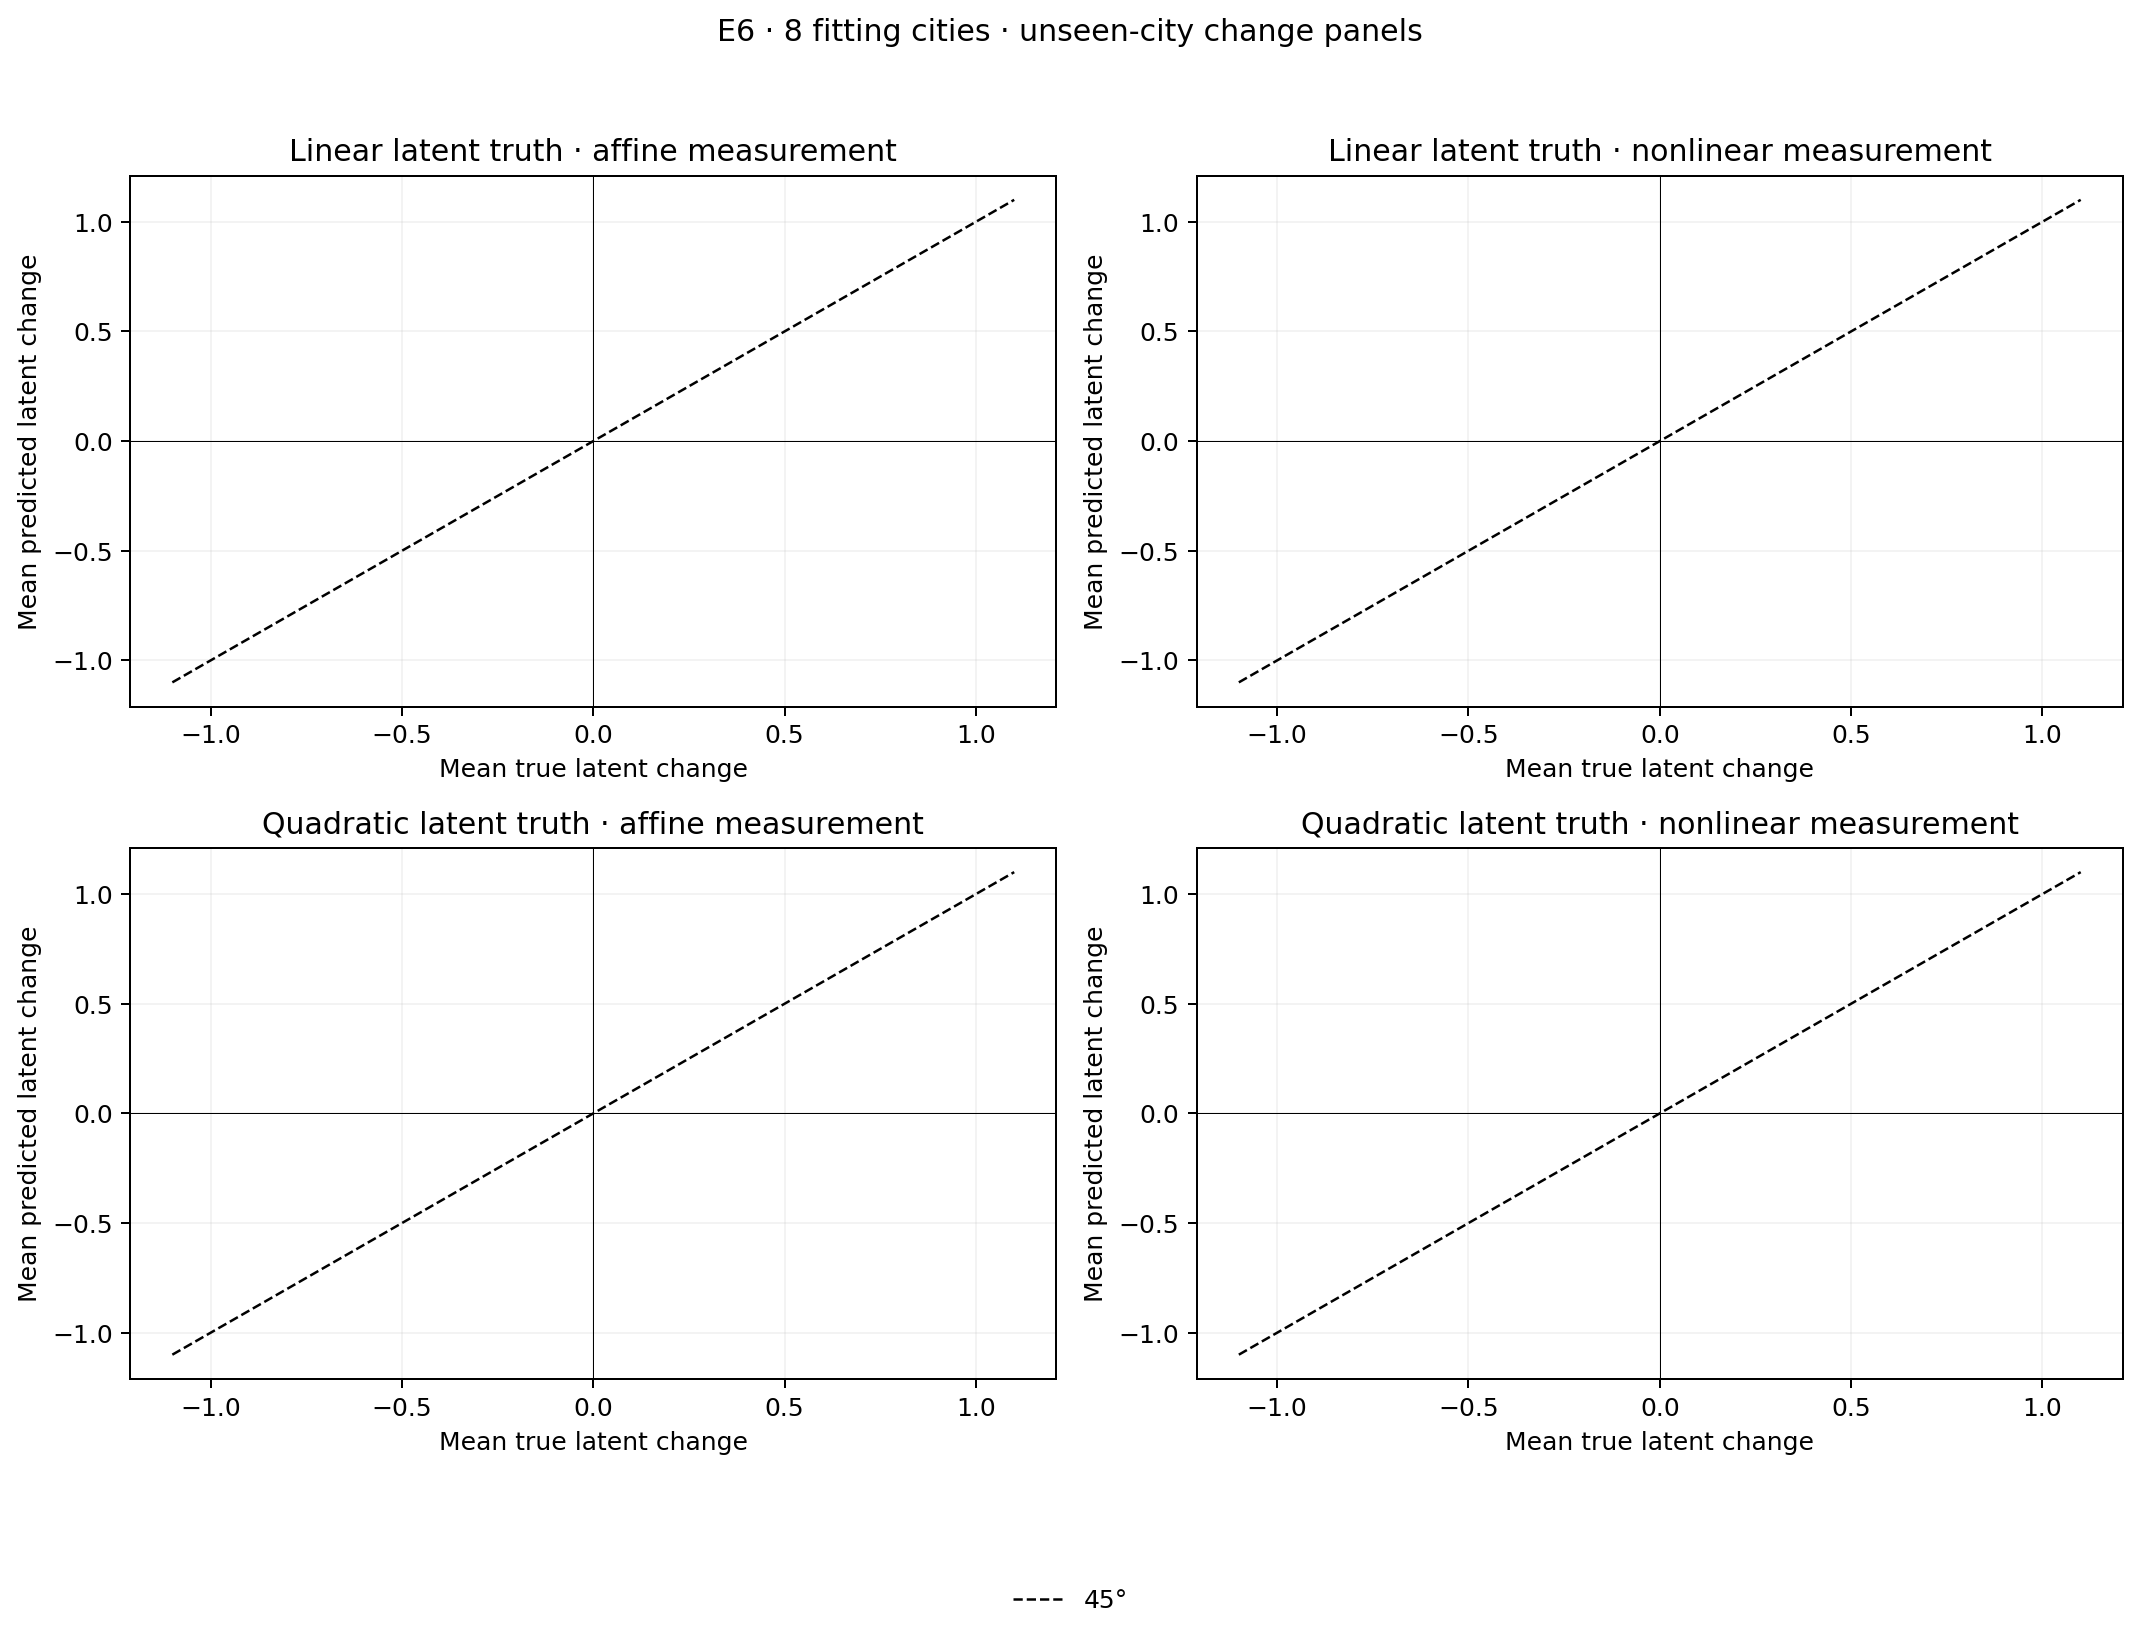 E6 · 8 fitting cities · unseen-city change panels
Linear latent truth · affine measurement
Mean predicted latent change
1.0
0.5
0.0
−0.5
−1.0
−1.0 −0.5 0.0 0.5 1.0
Mean true latent change
Linear latent truth · nonlinear measurement
Mean predicted latent change
1.0
0.5
0.0
−0.5
−1.0
−1.0 −0.5 0.0 0.5 1.0
Mean true latent change
Quadratic latent truth · affine measurement
Mean predicted latent change
1.0
0.5
0.0
−0.5
−1.0
−1.0 −0.5 0.0 0.5 1.0
Mean true latent change
Quadratic latent truth · nonlinear measurement
Mean predicted latent change
1.0
0.5
0.0
−0.5
−1.0
−1.0 −0.5 0.0 0.5 1.0
Mean true latent change
45°